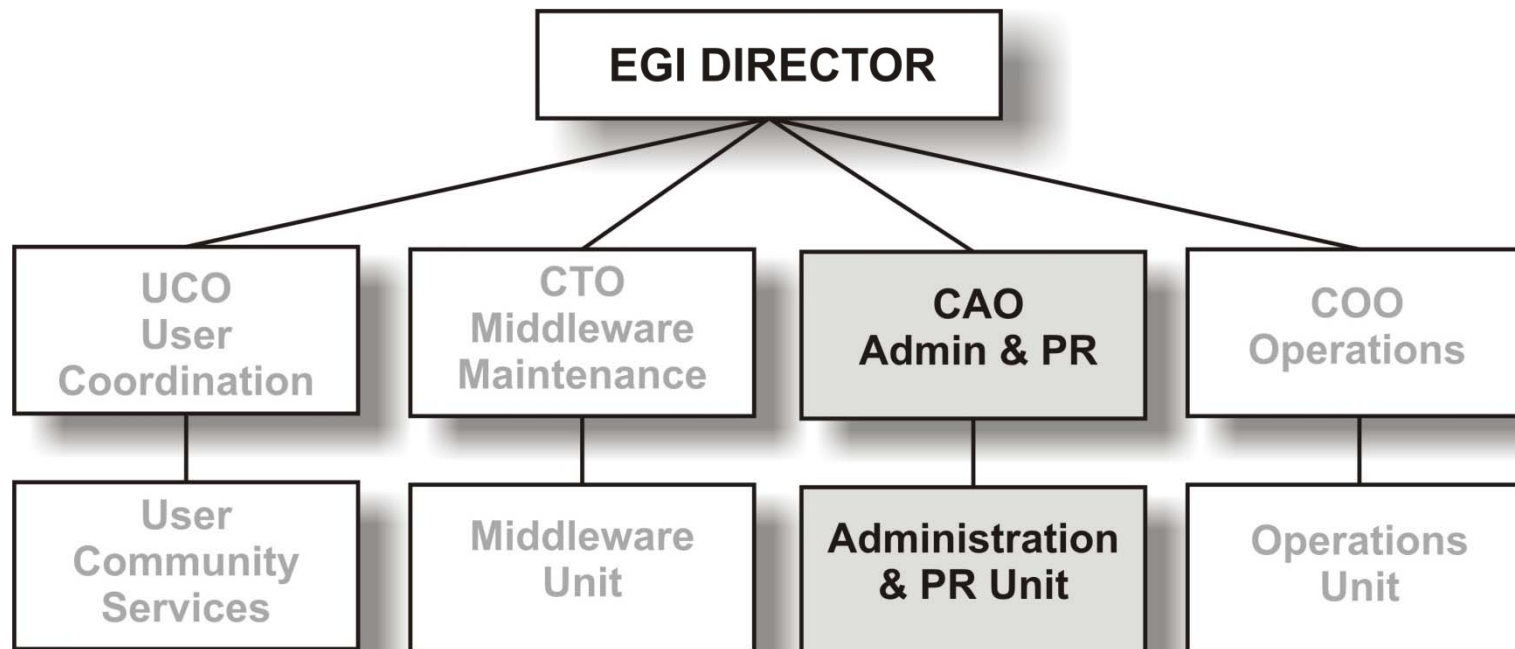 EGI DIRECTOR
UCO
User
Coordination
CTO
Middleware
Maintenance
CAO
Admin & PR
COO
Operations
User
Community
Services
Middleware
Unit
Administration
& PR Unit
Operations
Unit